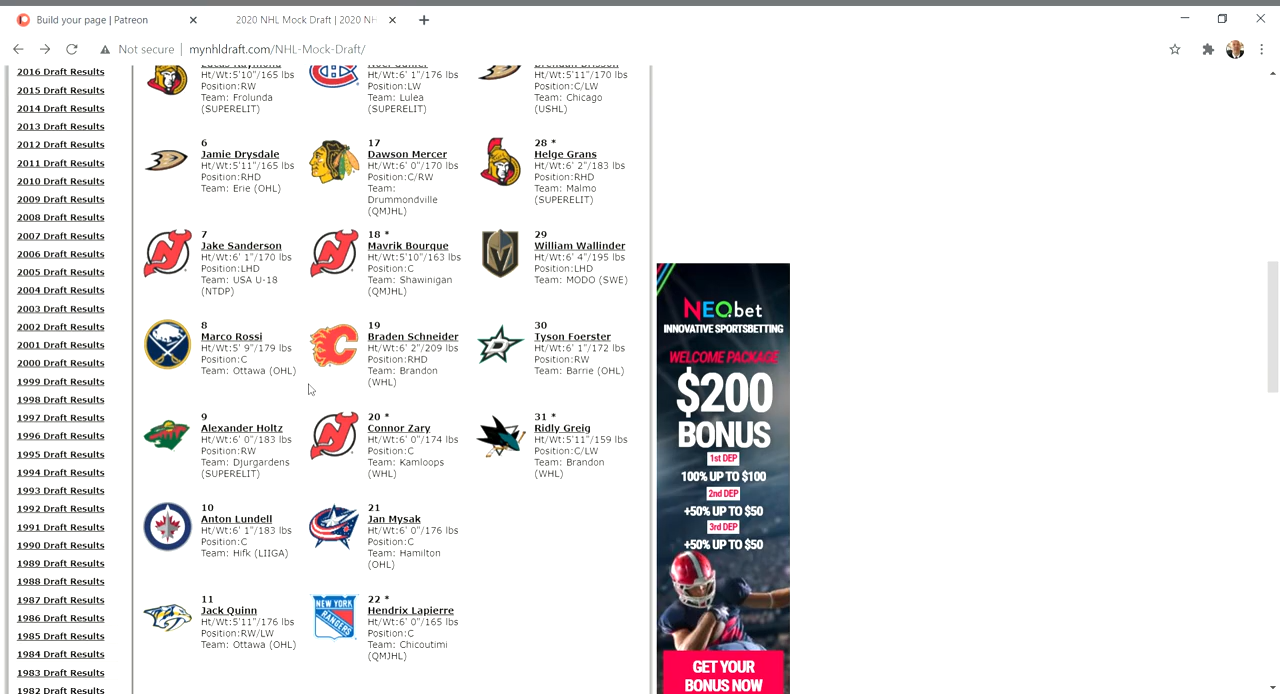 Build your page | Patreon
2020 NHL Mock Draft | 2020 NH
Not secure | mynhldraft.com/NHL-Mock-Draft/
2016 Draft Results
2015 Draft Results
2014 Draft Results
2013 Draft Results
2012 Draft Results
2011 Draft Results
2010 Draft Results
2009 Draft Results
2008 Draft Results
2007 Draft Results
2006 Draft Results
2005 Draft Results
2004 Draft Results
2003 Draft Results
2002 Draft Results
2001 Draft Results
2000 Draft Results
1999 Draft Results
1998 Draft Results
1997 Draft Results
1996 Draft Results
1995 Draft Results
1994 Draft Results
1993 Draft Results
1992 Draft Results
1991 Draft Results
1990 Draft Results
1989 Draft Results
1988 Draft Results
1987 Draft Results
1986 Draft Results
1985 Draft Results
1984 Draft Results
1983 Draft Results
1982 Draft Results
Ht/Wt:5'10"/165 lbs
Position:RW
Team: Frolunda
(SUPERELIT)
Ht/Wt:6' 1"/176 lbs
Position:LW
Team: Lulea
(SUPERELIT)
Ht/Wt:5'11"/170 lbs
Position:C/LW
Team: Chicago
(USHL)
6
Jamie Drysdale
Ht/Wt:5'11"/165 lbs
Position:RHD
Team: Erie (OHL)
17
Dawson Mercer
Ht/Wt:6' 0"/170 lbs
Position:C/RW
Team:
Drummondville
(QMJHL)
28 *
Helge Grans
Ht/Wt:6' 2"/183 lbs
Position:RHD
Team: Malmo
(SUPERELIT)
7
Jake Sanderson
Ht/Wt:6' 1"/170 lbs
Position:LHD
Team: USA U-18
(NTDP)
18 *
Mavrik Bourque
Ht/Wt:5'10"/163 lbs
Position:C
Team: Shawinigan
(QMJHL)
29
William Wallinder
Ht/Wt:6' 4"/195 lbs
Position:LHD
Team: MODO (SWE)
8
Marco Rossi
Ht/Wt:5' 9"/179 lbs
Position:C
Team: Ottawa (OHL)
19
Braden Schneider
Ht/Wt:6' 2"/209 lbs
Position:RHD
Team: Brandon
(WHL)
30
Tyson Foerster
Ht/Wt:6' 1"/172 lbs
Position:RW
Team: Barrie (OHL)
9
Alexander Holtz
Ht/Wt:6' 0"/183 lbs
Position:RW
Team: Djurgardens
(SUPERELIT)
20 *
Connor Zary
Ht/Wt:6' 0"/174 lbs
Position:C
Team: Kamloops
(WHL)
31 *
Ridly Greig
Ht/Wt:5'11"/159 lbs
Position:C/LW
Team: Brandon
(WHL)
10
Anton Lundell
Ht/Wt:6' 1"/183 lbs
Position:C
Team: Hifk (LIIGA)
21
Jan Mysak
Ht/Wt:6' 0"/176 lbs
Position:C
Team: Hamilton
(OHL)
11
Jack Quinn
Ht/Wt:5'11"/176 lbs
Position:RW/LW
Team: Ottawa (OHL)
22 *
Hendrix Lapierre
Ht/Wt:6' 0"/165 lbs
Position:C
Team: Chicoutimi
(QMJHL)
NEW YORK
RANGERS
NEO.bet
INNOVATIVE SPORTSBETTING
WELCOME PACKAGE
$200
BONUS
1st DEP
100% UP TO $100
2nd DEP
+50% UP TO $50
3rd DEP
+50% UP TO $50
GET YOUR
BONUS NOW